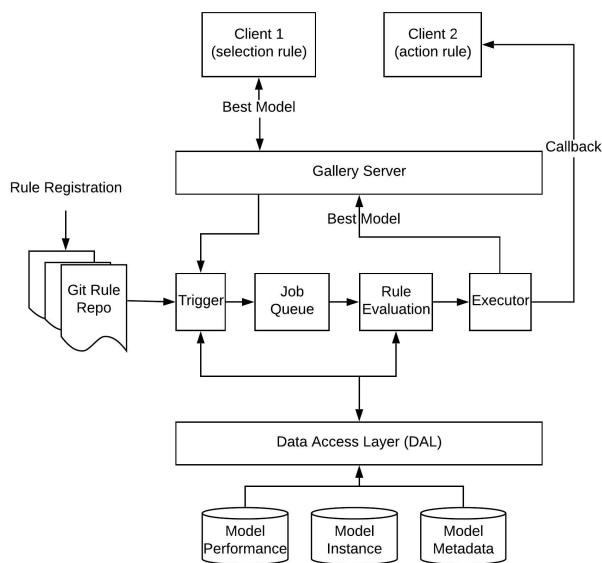 Client 1
(selection rule)
Client 2
(action rule)
Best Model
Callback
Gallery Server
Rule Registration
Best Model
Git Rule
Repo
Trigger
Job
Queue
Rule
Evaluation
Executor
Data Access Layer (DAL)
Model
Performance
Model
Instance
Model
Metadata